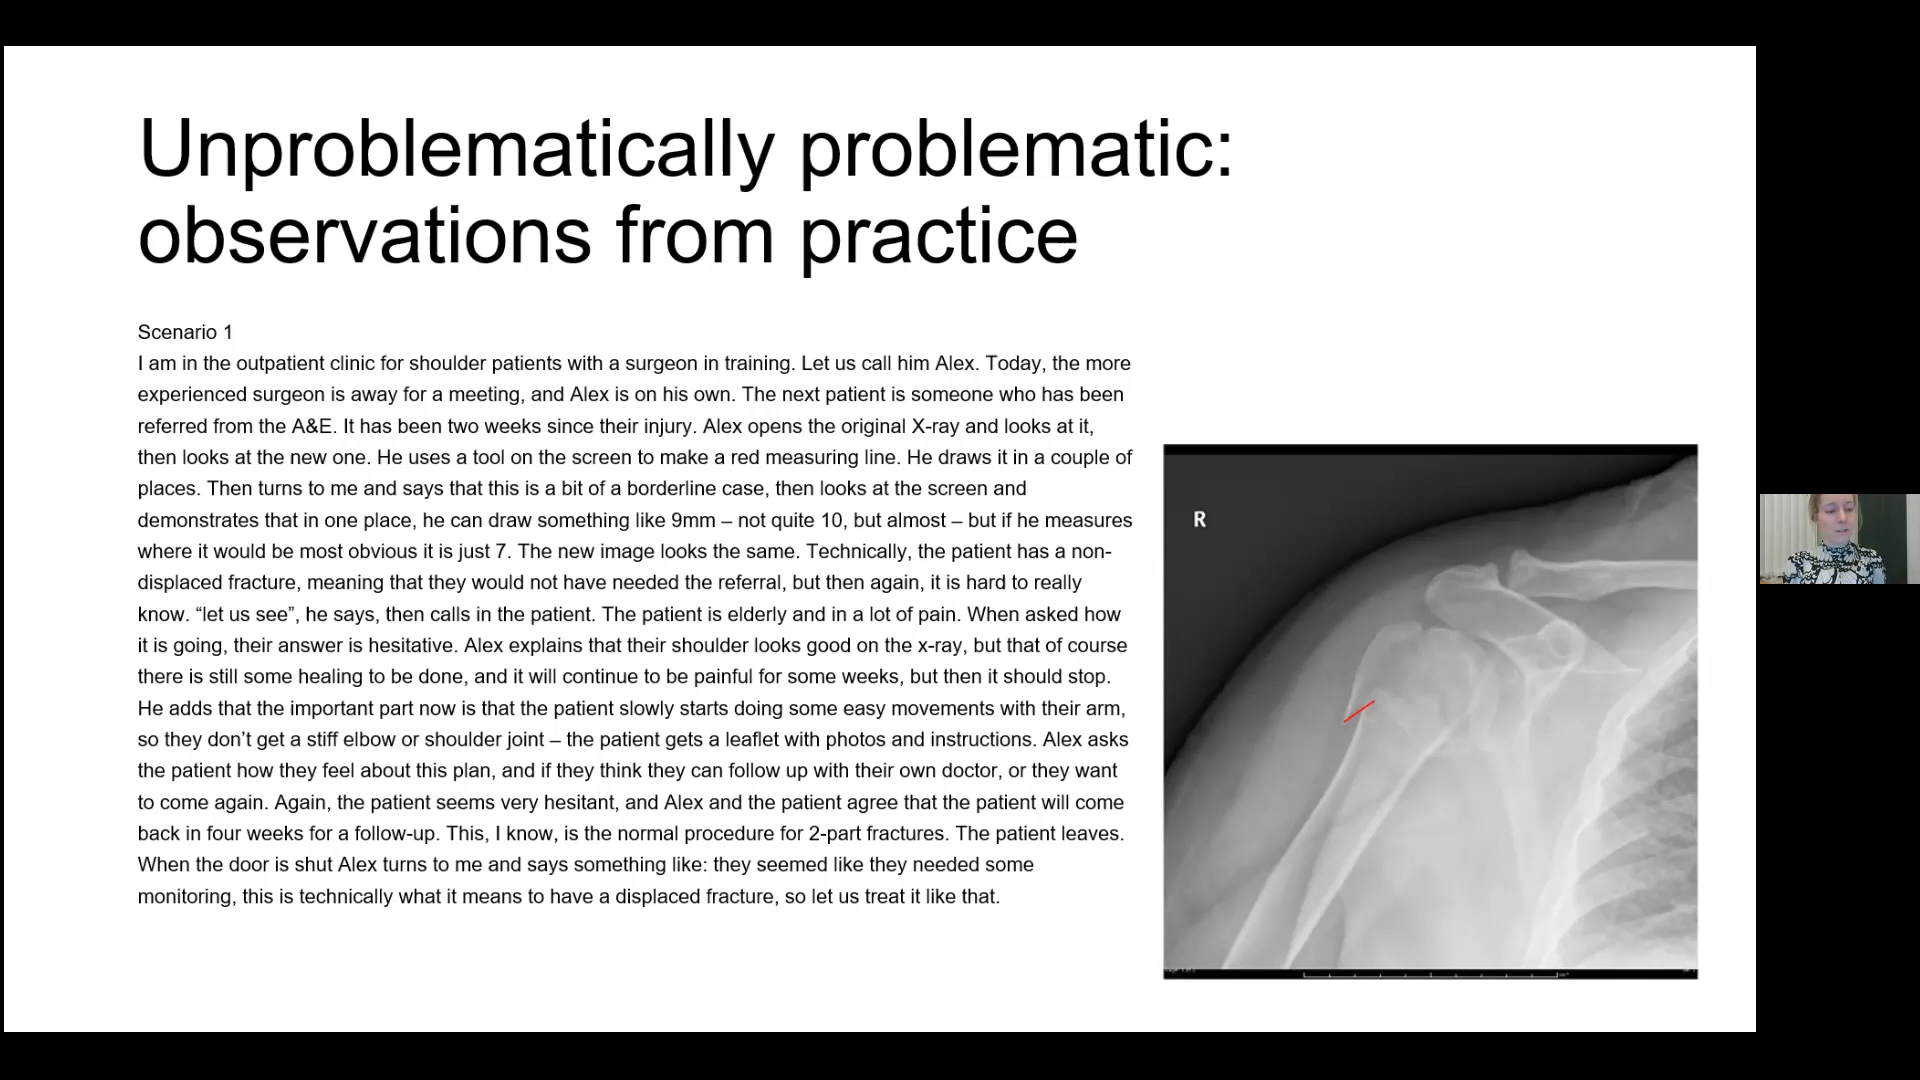 Unproblematically problematic:
observations from practice
Scenario 1
I am in the outpatient clinic for shoulder patients with a surgeon in training. Let us call him Alex. Today, the more
experienced surgeon is away for a meeting, and Alex is on his own. The next patient is someone who has been
referred from the A&E. It has been two weeks since their injury. Alex opens the original X-ray and looks at it,
then looks at the new one. He uses a tool on the screen to make a red measuring line. He draws it in a couple of
places. Then turns to me and says that this is a bit of a borderline case, then looks at the screen and
demonstrates that in one place, he can draw something like 9mm – not quite 10, but almost – but if he measures
where it would be most obvious it is just 7. The new image looks the same. Technically, the patient has a non-
displaced fracture, meaning that they would not have needed the referral, but then again, it is hard to really
know. “let us see”, he says, then calls in the patient. The patient is elderly and in a lot of pain. When asked how
it is going, their answer is hesitative. Alex explains that their shoulder looks good on the x-ray, but that of course
there is still some healing to be done, and it will continue to be painful for some weeks, but then it should stop.
He adds that the important part now is that the patient slowly starts doing some easy movements with their arm,
so they don’t get a stiff elbow or shoulder joint – the patient gets a leaflet with photos and instructions. Alex asks
the patient how they feel about this plan, and if they think they can follow up with their own doctor, or they want
to come again. Again, the patient seems very hesitant, and Alex and the patient agree that the patient will come
back in four weeks for a follow-up. This, I know, is the normal procedure for 2-part fractures. The patient leaves.
When the door is shut Alex turns to me and says something like: they seemed like they needed some
monitoring, this is technically what it means to have a displaced fracture, so let us treat it like that.
R